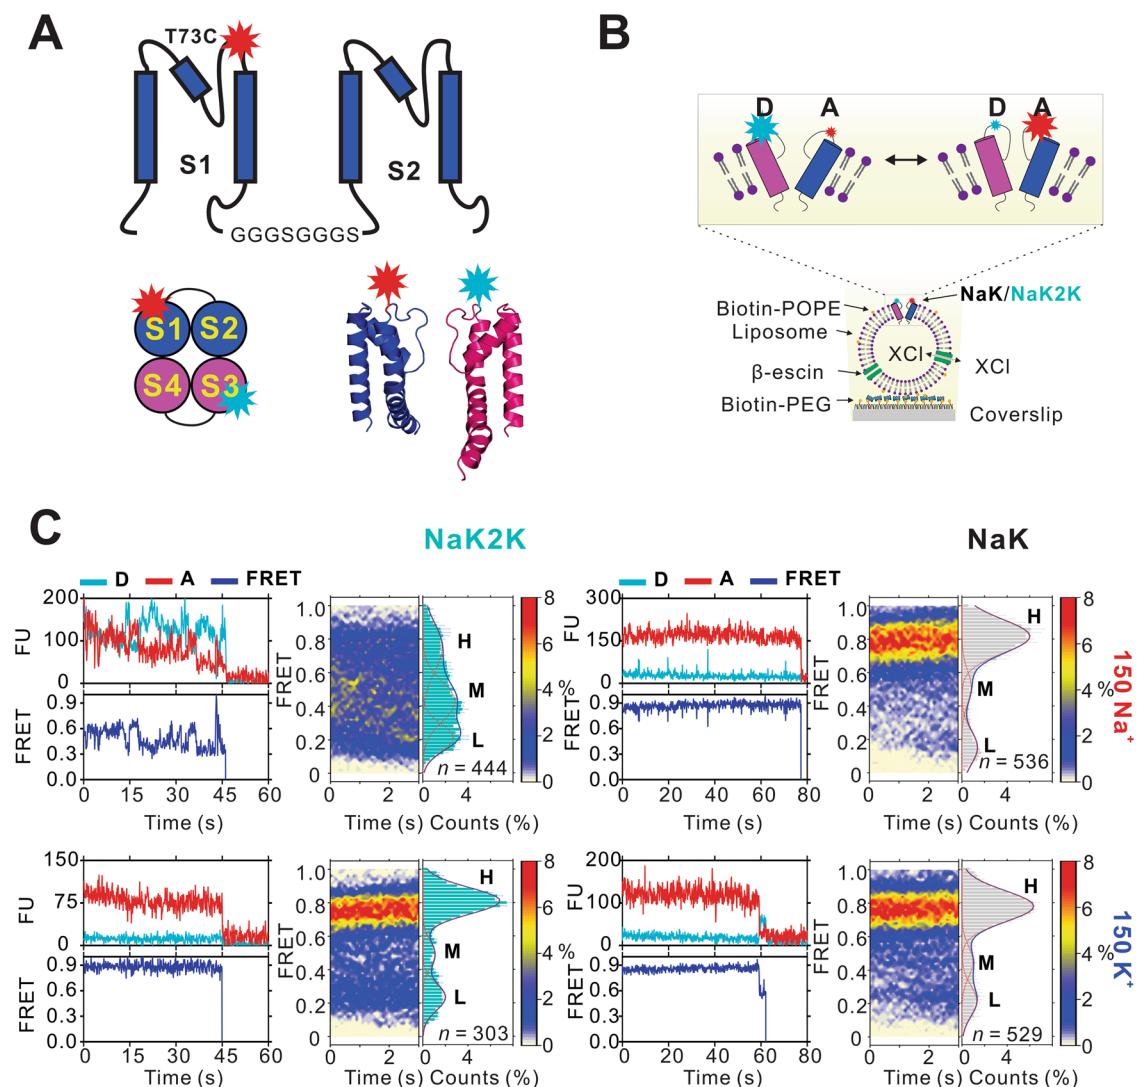 A
T73C
S1
S2
GGGSGGGS
S1 S2
S4 S3
B
D A D A
NaK/NaK2K
Biotin-POPE
Liposome
XCl
XCl
β-escin
Biotin-PEG
Coverslip
C
NaK2K
NaK
D A FRET
D A FRET
200
100
0
FU
0.9
0.6
0.3
0.0
FRET
0 15 30 45 60
Time (s)
1.0
0.8
0.6
0.4
0.2
0
FRET
0 2
Time (s)
H
M
L
n = 444
0 4
Counts (%)
8
6
4 %
2
0
300
150
0
FU
0.9
0.6
0.3
0.0
FRET
0 20 40 60 80
Time (s)
1.0
0.8
0.6
0.4
0.2
0
FRET
0 2
Time (s)
H
M
L
n = 536
0 4
Counts (%)
8
6
4 %
2
0
150 Na+
150
75
0
FU
0.9
0.6
0.3
0.0
FRET
0 15 30 45 60
Time (s)
1.0
0.8
0.6
0.4
0.2
0
FRET
0 2
Time (s)
H
M
L
n = 303
0 4
Counts (%)
8
6
4 %
2
0
200
100
0
FU
0.9
0.6
0.3
0.0
FRET
0 20 40 60 80
Time (s)
1.0
0.8
0.6
0.4
0.2
0
FRET
0 2
Time (s)
H
M
L
n = 529
0 4
Counts (%)
8
6
4 %
2
0
150 K+